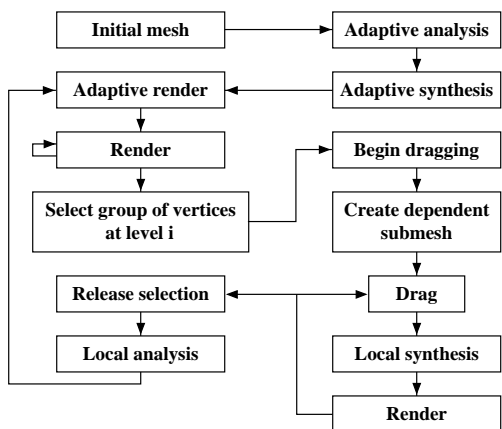 Initial mesh
Adaptive analysis
Adaptive render
Adaptive synthesis
Render
Begin dragging
Select group of vertices
at level i
Create dependent
submesh
Release selection
Drag
Local analysis
Local synthesis
Render